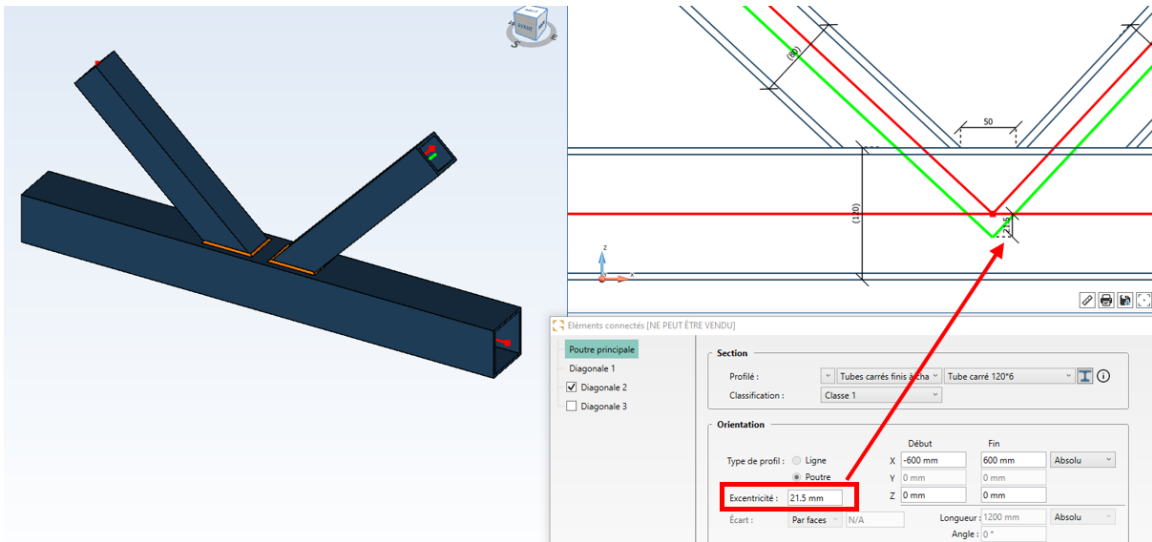 S
E
(80)
50
(120)
21.5
z
x
Eléments connectés [NE PEUT ÊTRE VENDU]
Poutre principale
Diagonale 1
Diagonale 2
Diagonale 3
Section
Profilé :
Tubes carrés finis à cha
Tube carré 120*6
Classification :
Classe 1
Orientation
Début
Fin
Type de profil :
Ligne
X
-600 mm
600 mm
Absolu
Poutre
Y
0 mm
0 mm
Excentricité :
21.5 mm
Z
0 mm
0 mm
Écart :
Par faces
N/A
Longueur :
1200 mm
Absolu
Angle :
0 °